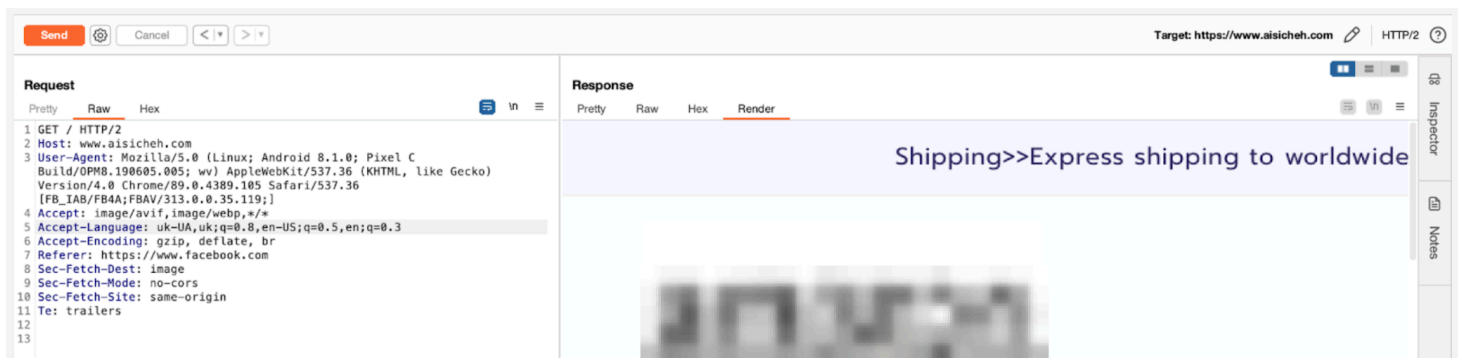 Send
Cancel
Target: https://www.aisicheh.com
HTTP/2
Request
Pretty Raw Hex
\n
1 GET / HTTP/2
2 Host: www.aisicheh.com
3 User-Agent: Mozilla/5.0 (Linux; Android 8.1.0; Pixel C
Build/OPM8.190605.005; wv) AppleWebKit/537.36 (KHTML, like Gecko)
Version/4.0 Chrome/89.0.4389.105 Safari/537.36
[FB_IAB/FB4A;FBAV/313.0.0.35.119;]
4 Accept: image/avif,image/webp,*/*
5 Accept-Language: uk-UA,uk;q=0.8,en-US;q=0.5,en;q=0.3
6 Accept-Encoding: gzip, deflate, br
7 Referer: https://www.facebook.com
8 Sec-Fetch-Dest: image
9 Sec-Fetch-Mode: no-cors
10 Sec-Fetch-Site: same-origin
11 Te: trailers
12
13
Response
Pretty Raw Hex Render
\n
Shipping>>Express shipping to worldwide
Inspector
Notes